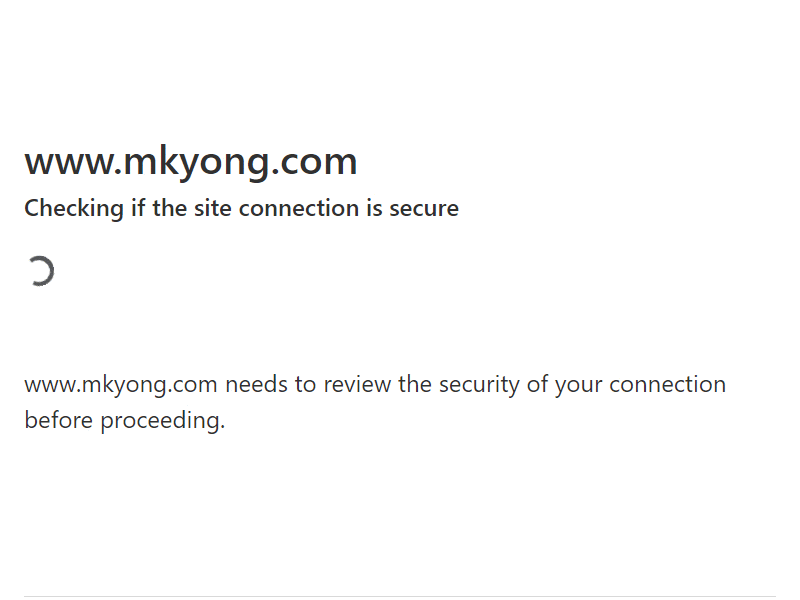 www.mkyong.com
Checking if the site connection is secure
www.mkyong.com needs to review the security of your connection
before proceeding.